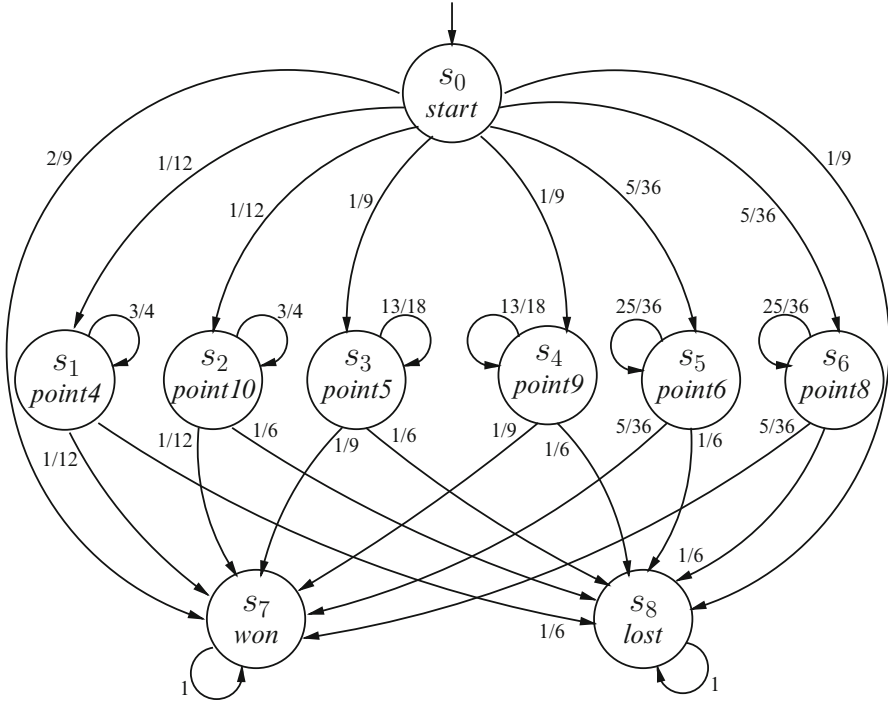 s₀
start
2/9
1/12
1/12
1/9
1/9
5/36
5/36
1/9
3/4
3/4
13/18
13/18
25/36
25/36
s₁
point4
s₂
point10
s₃
point5
s₄
point9
s₅
point6
s₆
point8
1/12
1/12
1/6
1/9
1/6
1/9
1/6
5/36
1/6
5/36
1/6
1/6
s₇
won
s₈
lost
1
1